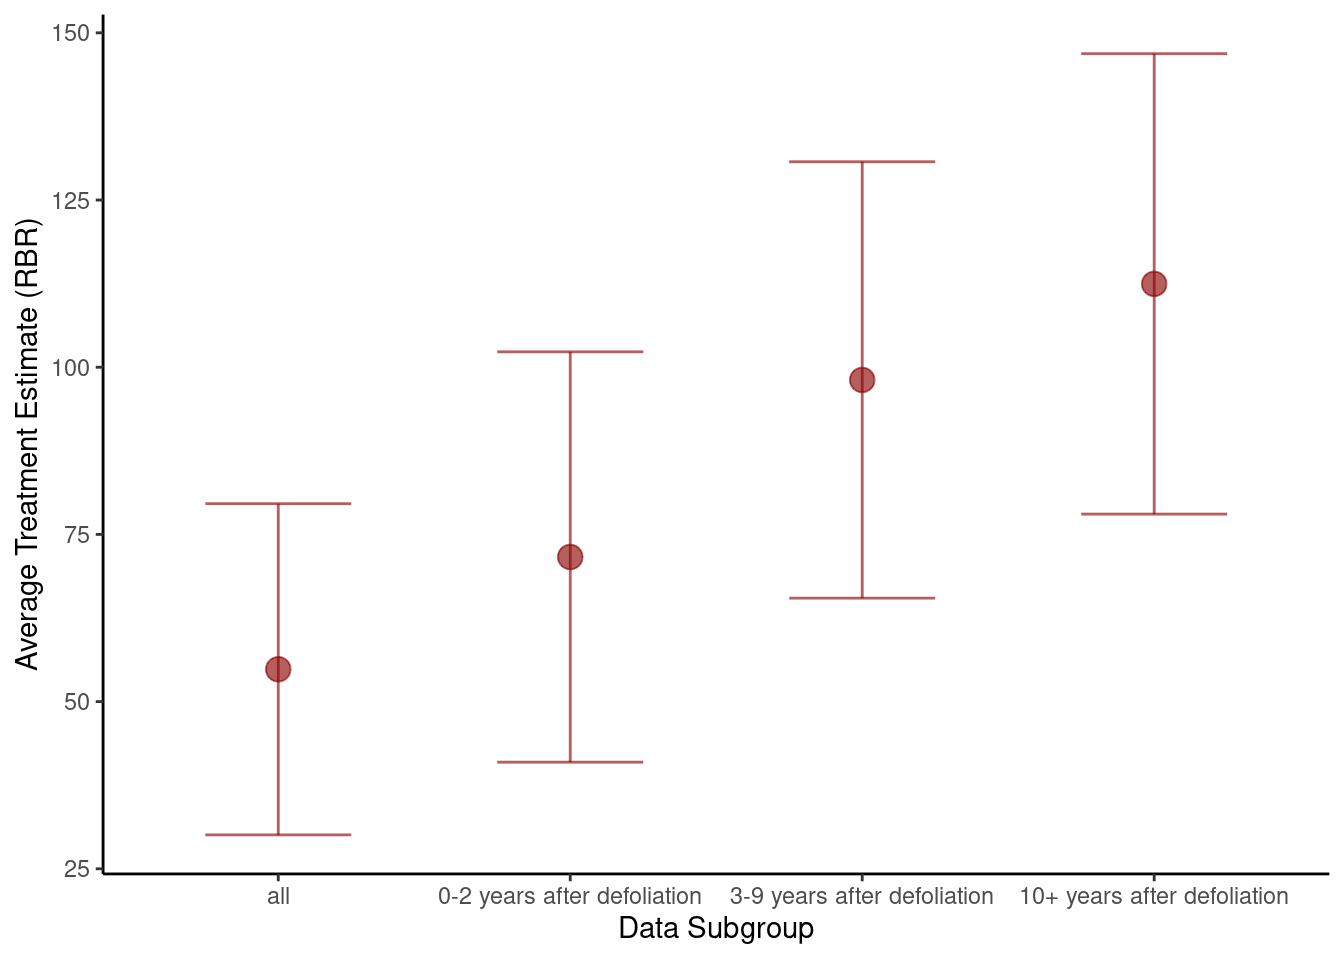 Average Treatment Estimate (RBR)
150
125
100
75
50
25
all
0-2 years after defoliation
3-9 years after defoliation
10+ years after defoliation
Data Subgroup